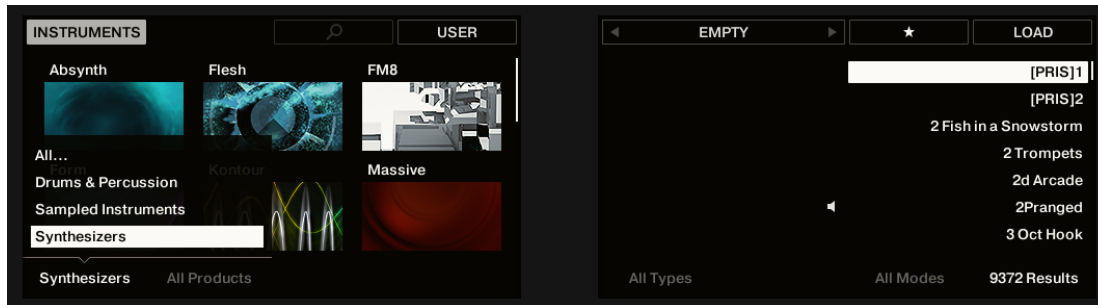 INSTRUMENTS
USER
Absynth
Flesh
FM8
All...
Form
Kontour
Massive
Drums & Percussion
Sampled Instruments
Synthesizers
Synthesizers
All Products
EMPTY
★
LOAD
[PRIS]1
[PRIS]2
2 Fish in a Snowstorm
2 Trompets
2d Arcade
2Pranged
3 Oct Hook
All Types
All Modes
9372 Results